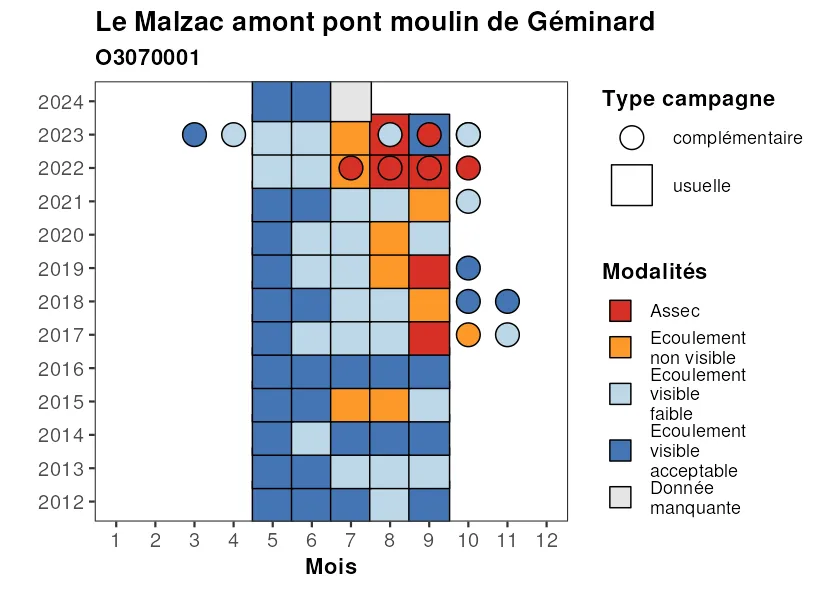 Le Malzac amont pont moulin de Géminard
O3070001
2024
2023
2022
2021
2020
2019
2018
2017
2016
2015
2014
2013
2012
1 2 3 4 5 6 7 8 9 10 11 12
Mois
Type campagne
complémentaire
usuelle
Modalités
Assec
Ecoulement
non visible
Ecoulement
visible
faible
Ecoulement
visible
acceptable
Donnée
manquante